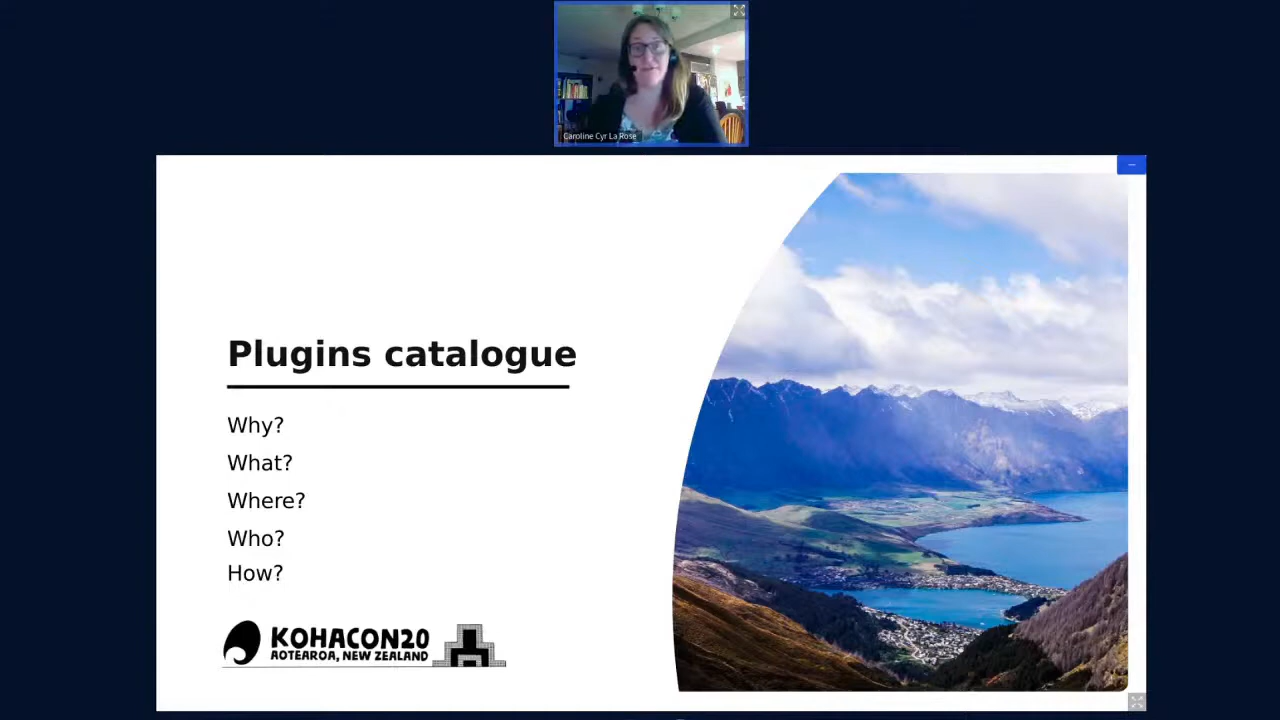 Caroline Cyr La Rose
Plugins catalogue
Why?
What?
Where?
Who?
How?
KOHACON20
AOTEAROA, NEW ZEALAND